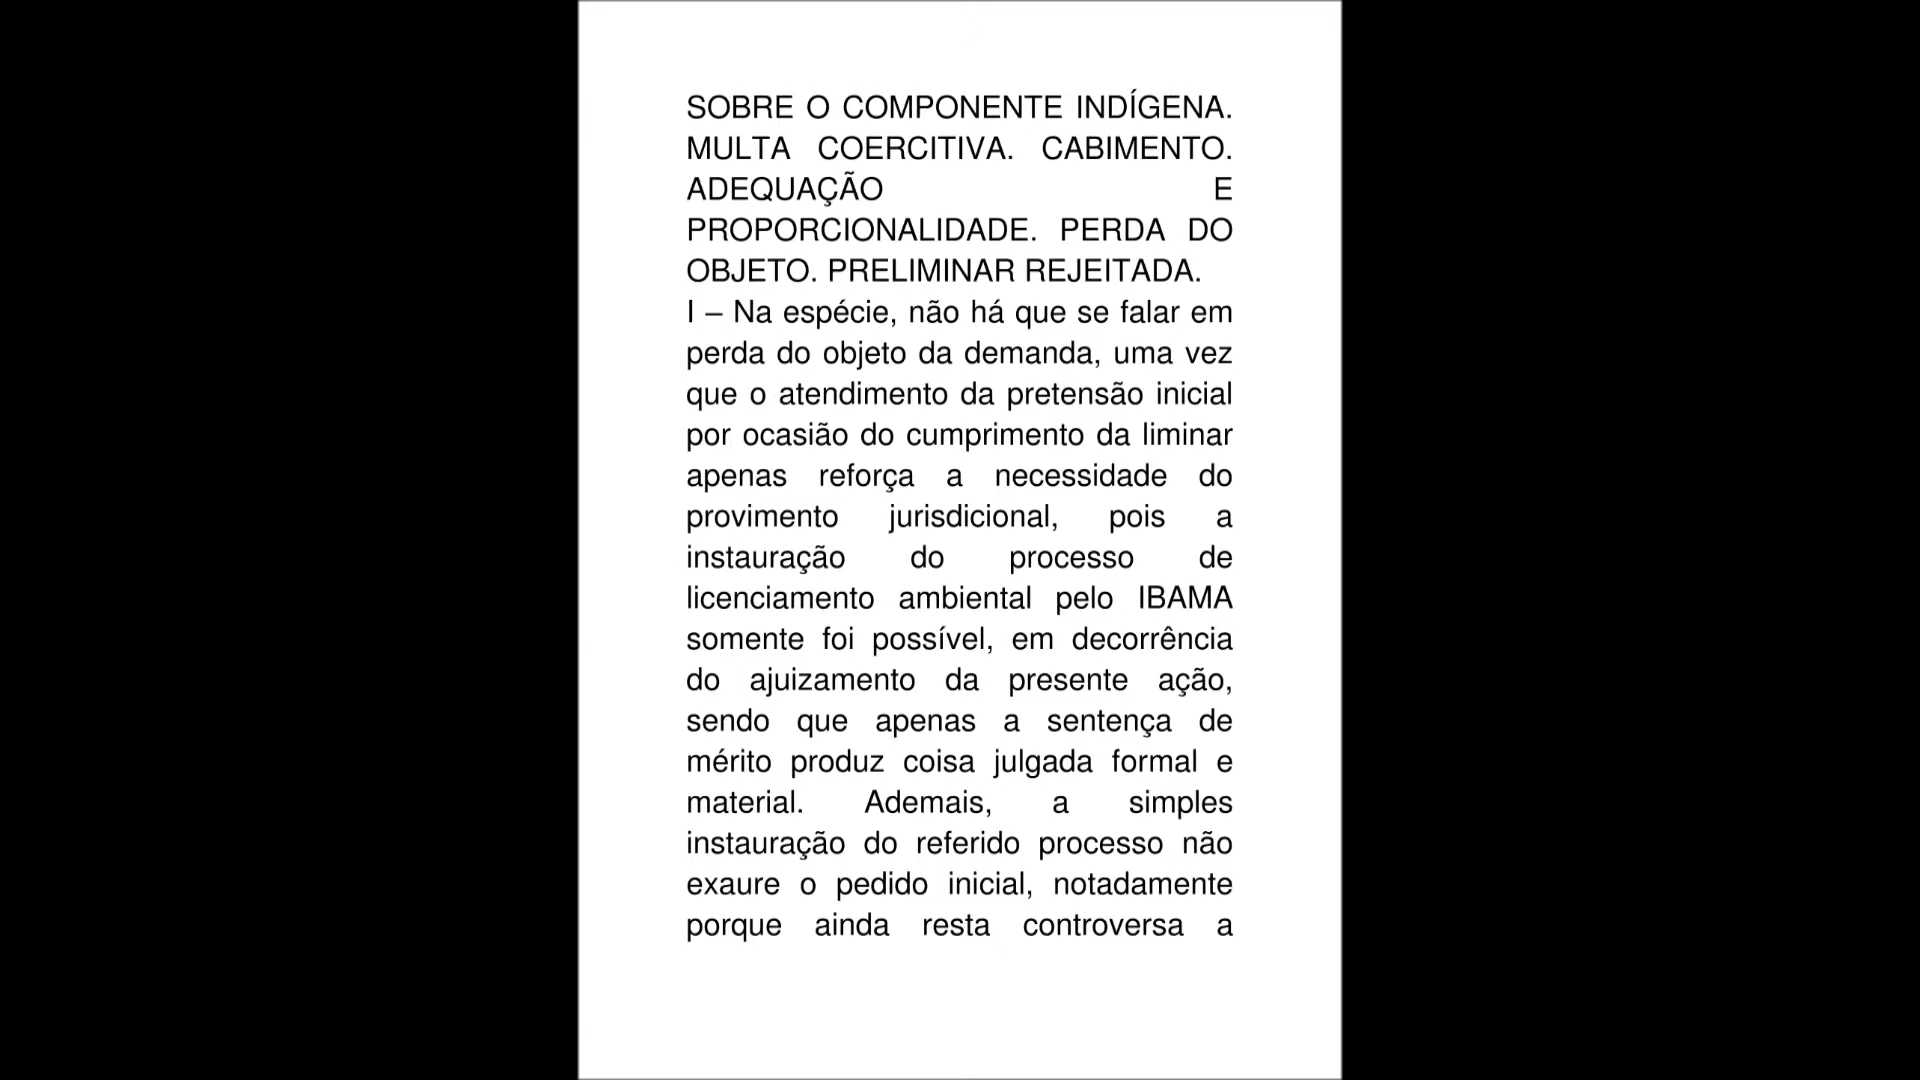 SOBRE O COMPONENTE INDÍGENA.
MULTA COERCITIVA. CABIMENTO.
ADEQUAÇÃO E
PROPORCIONALIDADE. PERDA DO
OBJETO. PRELIMINAR REJEITADA.
I – Na espécie, não há que se falar em
perda do objeto da demanda, uma vez
que o atendimento da pretensão inicial
por ocasião do cumprimento da liminar
apenas reforça a necessidade do
provimento jurisdicional, pois a
instauração do processo de
licenciamento ambiental pelo IBAMA
somente foi possível, em decorrência
do ajuizamento da presente ação,
sendo que apenas a sentença de
mérito produz coisa julgada formal e
material. Ademais, a simples
instauração do referido processo não
exaure o pedido inicial, notadamente
porque ainda resta controversa a